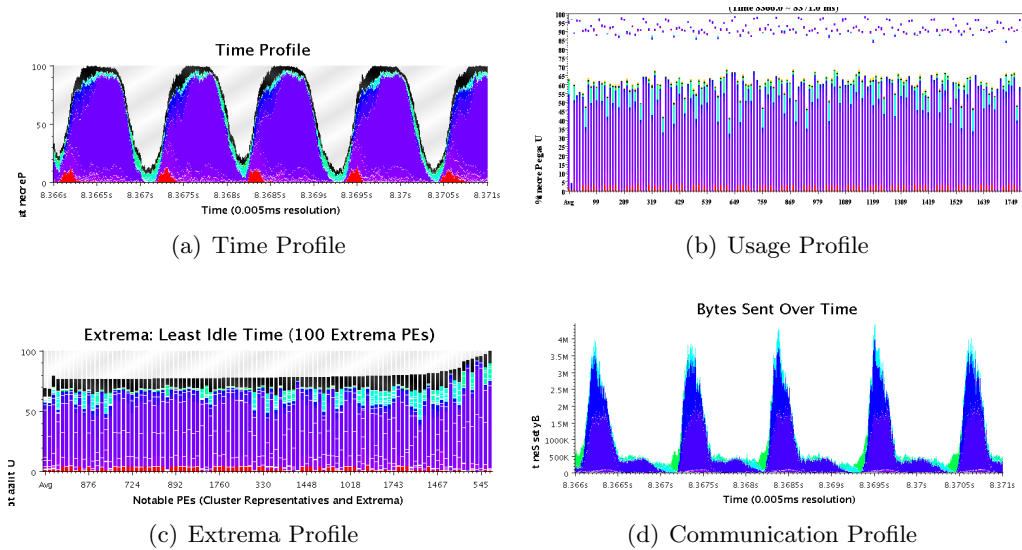 Time Profile
100
50
0
8.366s 8.3665s 8.367s 8.3675s 8.368s 8.3685s 8.369s 8.3695s 8.37s 8.3705s 8.371s
Time (0.005ms resolution)
(a) Time Profile
(Time 8366.0 ~ 8371.0 ms)
100
95
90
85
80
75
70
65
60
55
50
45
40
35
30
25
20
15
10
5
0
Avg 99 209 319 429 539 649 759 869 979 1089 1199 1309 1419 1529 1639 1749
(b) Usage Profile
Extrema: Least Idle Time (100 Extrema PEs)
100
50
0
Avg 876 724 892 1760 330 1448 1018 1743 1467 545
Notable PEs (Cluster Representatives and Extrema)
(c) Extrema Profile
Bytes Sent Over Time
4M
3.5M
3M
2.5M
2M
1.5M
1000K
500K
0
8.366s 8.3665s 8.367s 8.3675s 8.368s 8.3685s 8.369s 8.3695s 8.37s 8.3705s 8.371s
Time (0.005ms resolution)
(d) Communication Profile